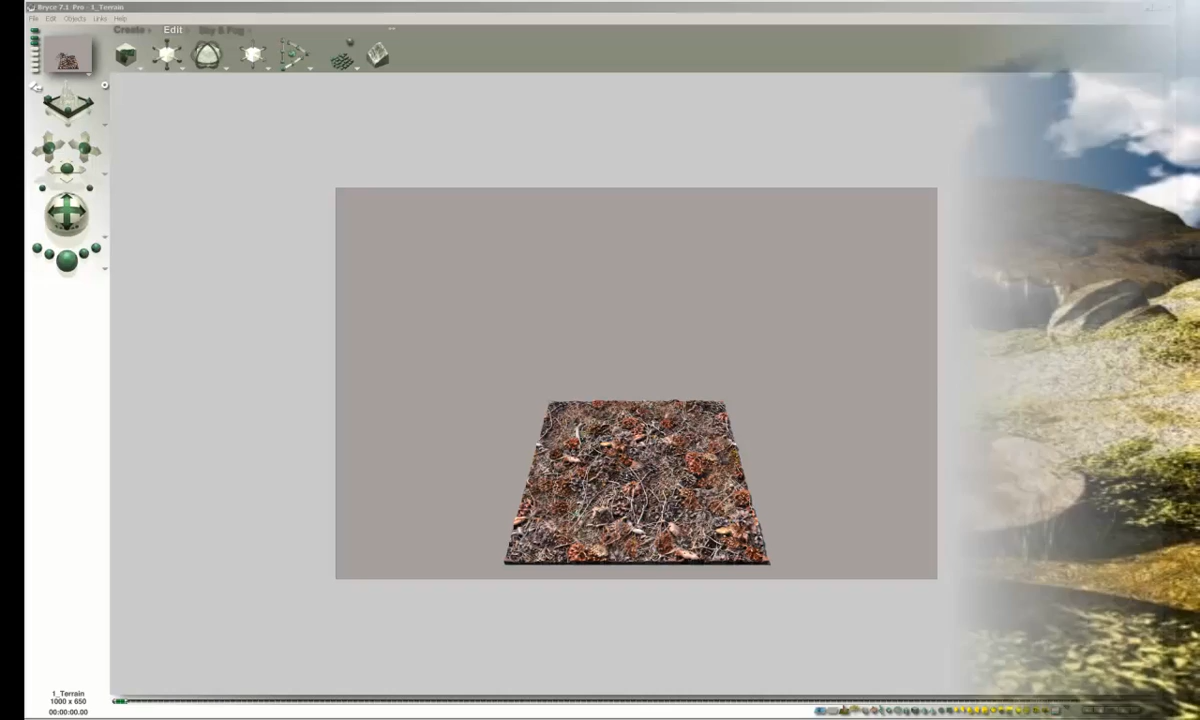 Bryce 7.1 Pro - 1_Terrain
File Edit Objects Links Help
Create Edit Sky & Fog
1_Terrain
1000 x 650
00:00:00.00